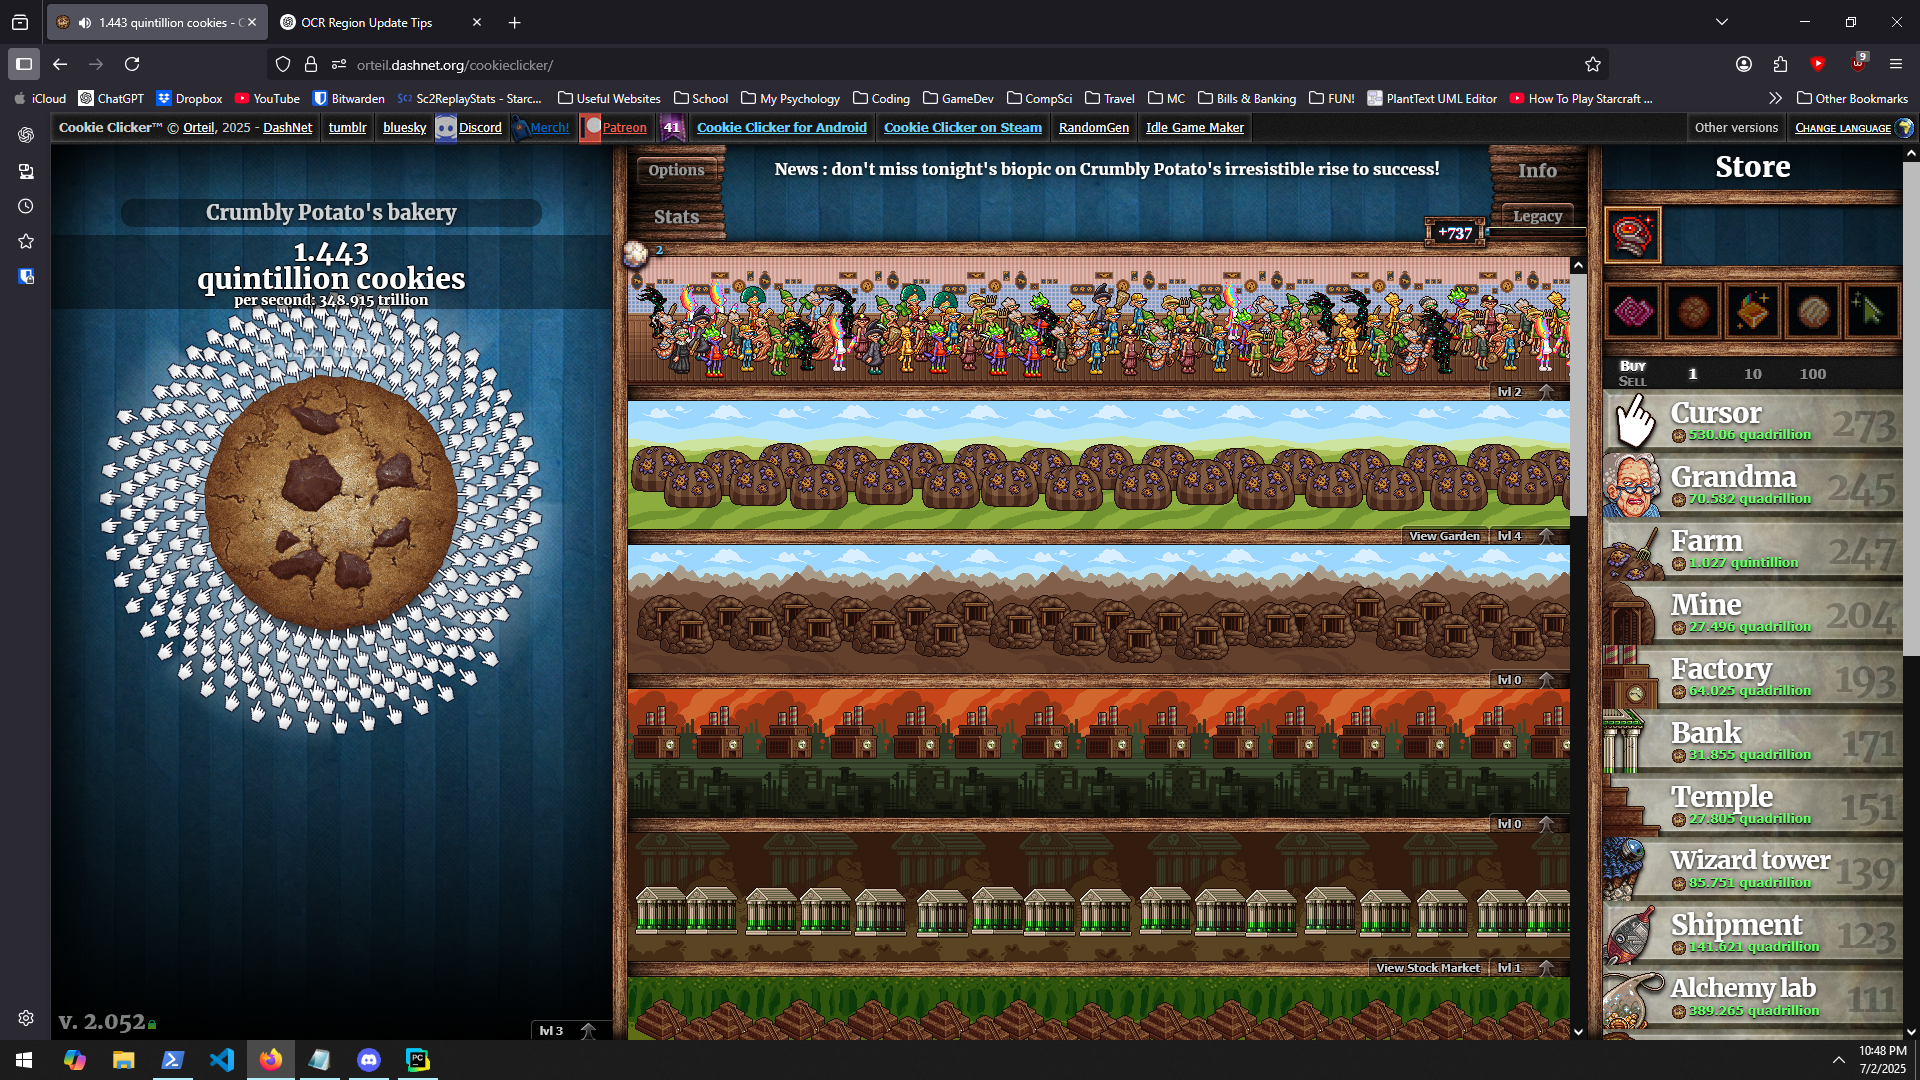 1.443 quintillion cookies - C
OCR Region Update Tips
orteil.dashnet.org/cookieclicker/
9
iCloud
ChatGPT
Dropbox
YouTube
Bitwarden
SC2 Sc2ReplayStats - Starc...
Useful Websites
School
My Psychology
Coding
GameDev
CompSci
Travel
MC
Bills & Banking
FUN!
PlantText UML Editor
How To Play Starcraft ...
Other Bookmarks
Cookie Clicker™ © Orteil, 2025 - DashNet
tumblr
bluesky
Discord
Merch!
Patreon
41
Cookie Clicker for Android
Cookie Clicker on Steam
RandomGen
Idle Game Maker
Other versions
Change language
Crumbly Potato's bakery
1.443
quintillion cookies
per second: 348.915 trillion
v. 2.052
lvl 3
Options
Stats
News : don't miss tonight's biopic on Crumbly Potato's irresistible rise to success!
Info
Legacy
+737
2
lvl 2
View Garden
lvl 4
lvl 0
lvl 0
View Stock Market
lvl 1
Store
Buy
Sell
1
10
100
Cursor
530.06 quadrillion
273
Grandma
70.582 quadrillion
245
Farm
1.027 quintillion
247
Mine
27.496 quadrillion
204
Factory
64.025 quadrillion
193
Bank
31.855 quadrillion
171
Temple
27.805 quadrillion
151
Wizard tower
85.751 quadrillion
139
Shipment
141.621 quadrillion
123
Alchemy lab
389.265 quadrillion
111
PC
10:48 PM
7/2/2025